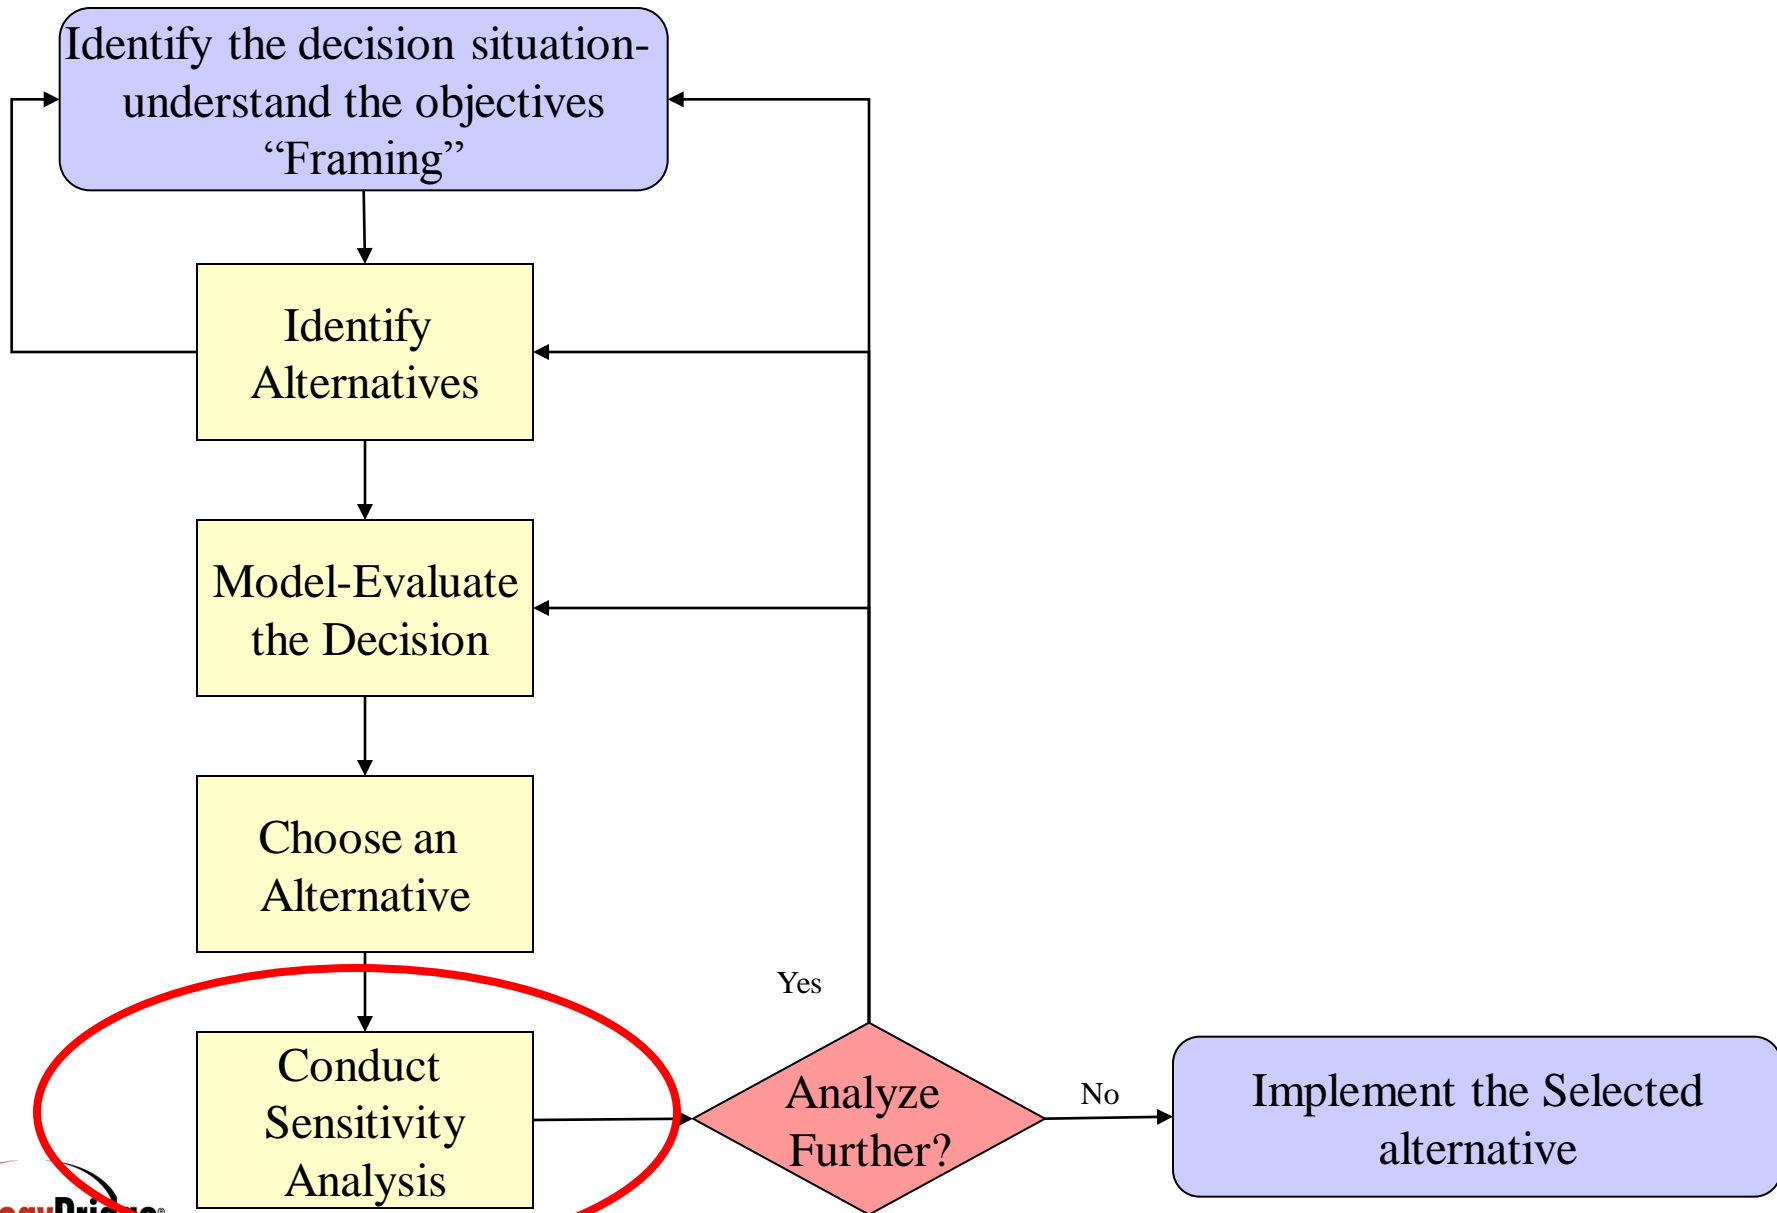 Identify the decision situation-
understand the objectives
“Framing”
Identify
Alternatives
Model-Evaluate
the Decision
Choose an
Alternative
Yes
Conduct
Sensitivity
Analysis
Analyze
Further?
No
Implement the Selected
alternative